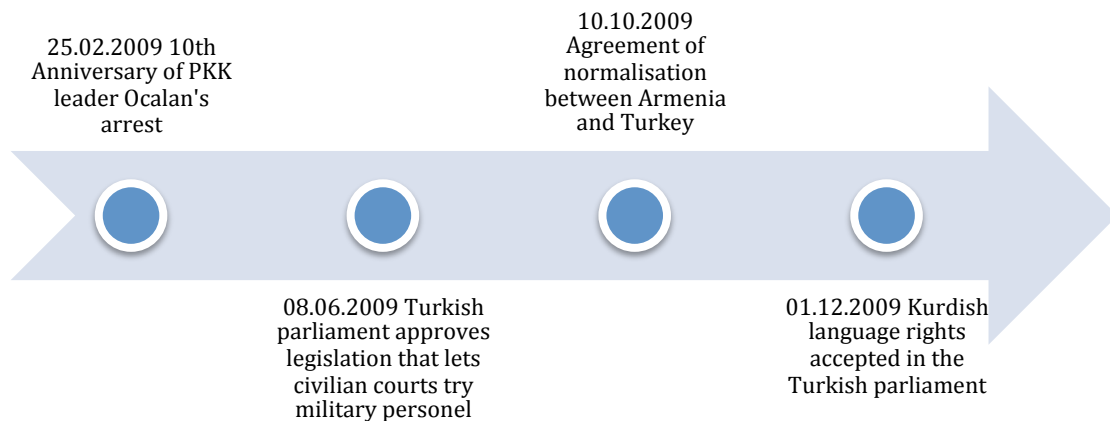 25.02.2009 10th
Anniversary of PKK
leader Ocalan's
arrest
08.06.2009 Turkish
parliament approves
legislation that lets
civilian courts try
military personel
10.10.2009
Agreement of
normalisation
between Armenia
and Turkey
01.12.2009 Kurdish
language rights
accepted in the
Turkish parliament